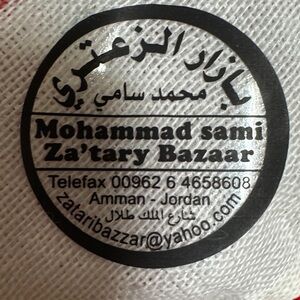 بازار الزعتري
محمد سامي
Mohammad sami
Za'tary Bazaar
Telefax 00962 6 4658608
Amman - Jordan
شارع الملك طلال
zataribazzar@yahoo.com